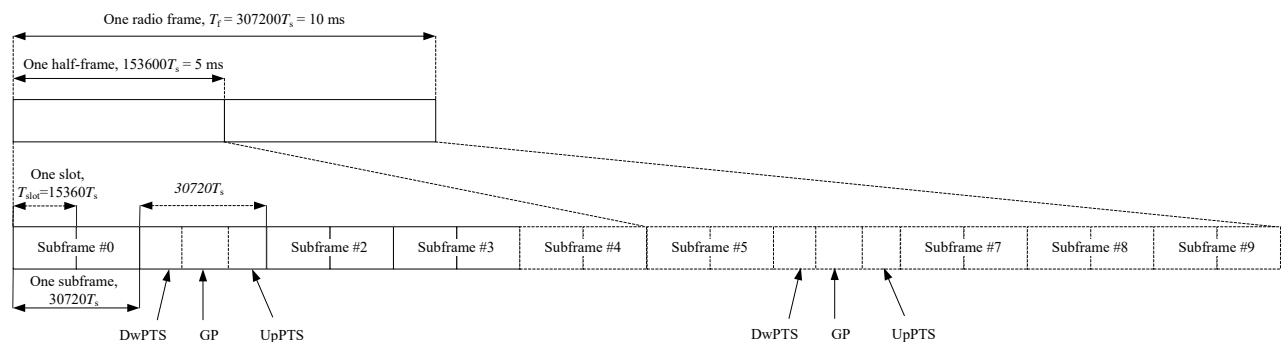 One radio frame, Tf = 307200Ts = 10 ms
One half-frame, 153600Ts = 5 ms
One slot,
Tslot=15360Ts
30720Ts
Subframe #0
Subframe #2
Subframe #3
Subframe #4
Subframe #5
Subframe #7
Subframe #8
Subframe #9
One subframe,
30720Ts
DwPTS
GP
UpPTS
DwPTS
GP
UpPTS